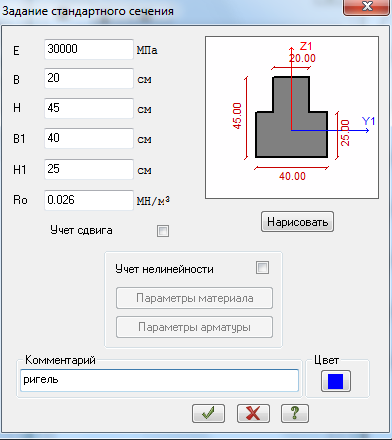 Задание стандартного сечения
E 30000 МПа
B 20 см
H 45 см
B1 40 см
H1 25 см
Ro 0.026 МН/м³
Z1
20.00
45.00
Y1
25.00
40.00
Нарисовать
Учет сдвига
Учет нелинейности
Параметры материала
Параметры арматуры
Комментарий
ригель
Цвет
?